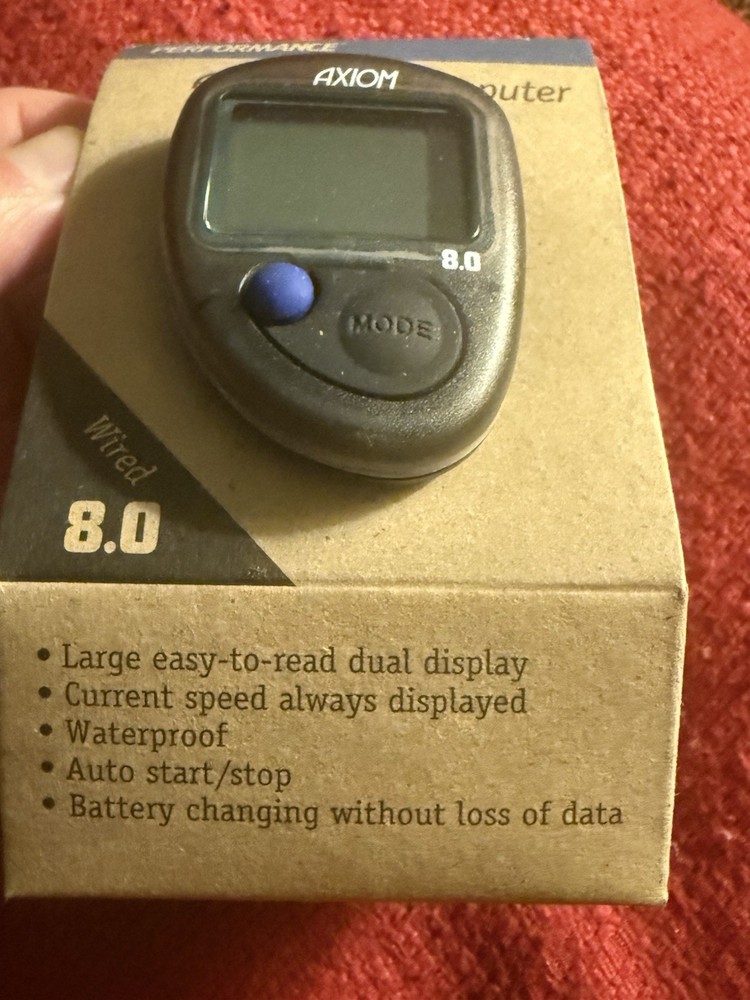 PERFORMANCE
AXIOM
puter
8.0
MODE
Wired
8.0
• Large easy-to-read dual display
• Current speed always displayed
• Waterproof
• Auto start/stop
• Battery changing without loss of data